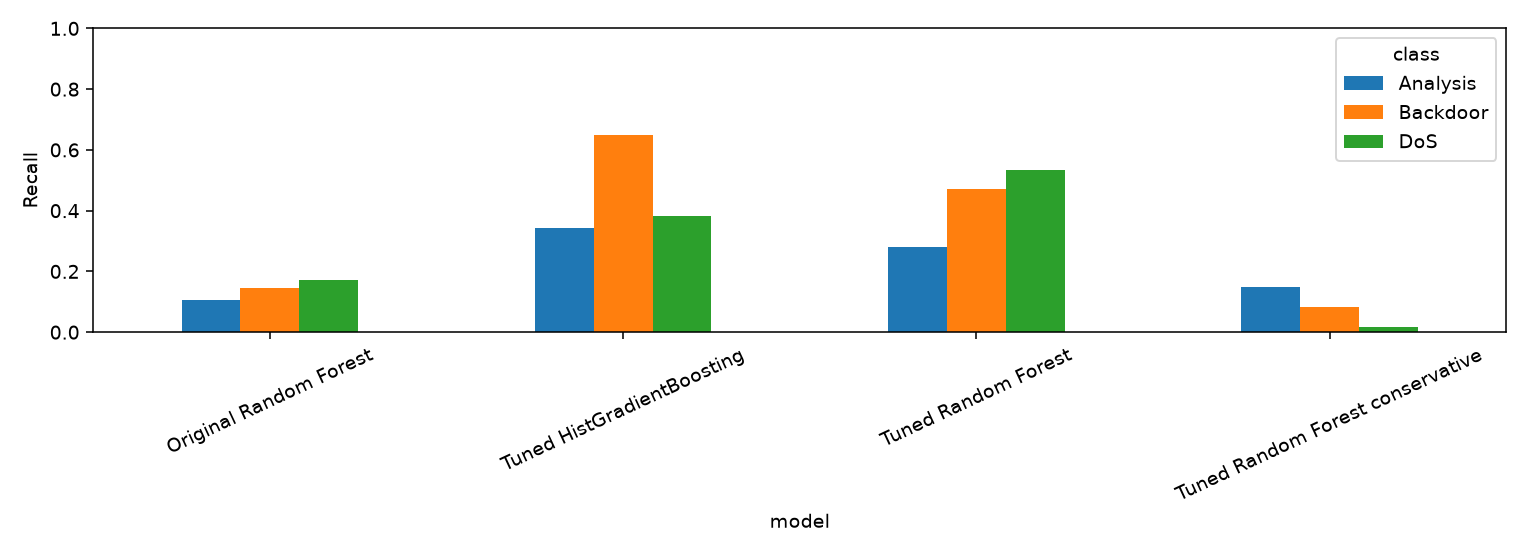 1.0
0.8
0.6
0.4
0.2
0.0
Recall
class
Analysis
Backdoor
DoS
Original Random Forest
Tuned HistGradientBoosting
Tuned Random Forest
Tuned Random Forest conservative
model